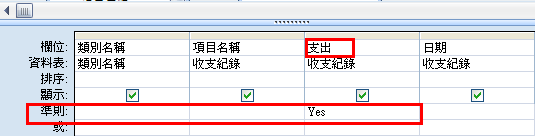 欄位: 類別名稱 項目名稱 支出 日期
資料表: 類別名稱 收支紀錄 收支紀錄 收支紀錄
排序:
顯示:
準則: Yes
或: